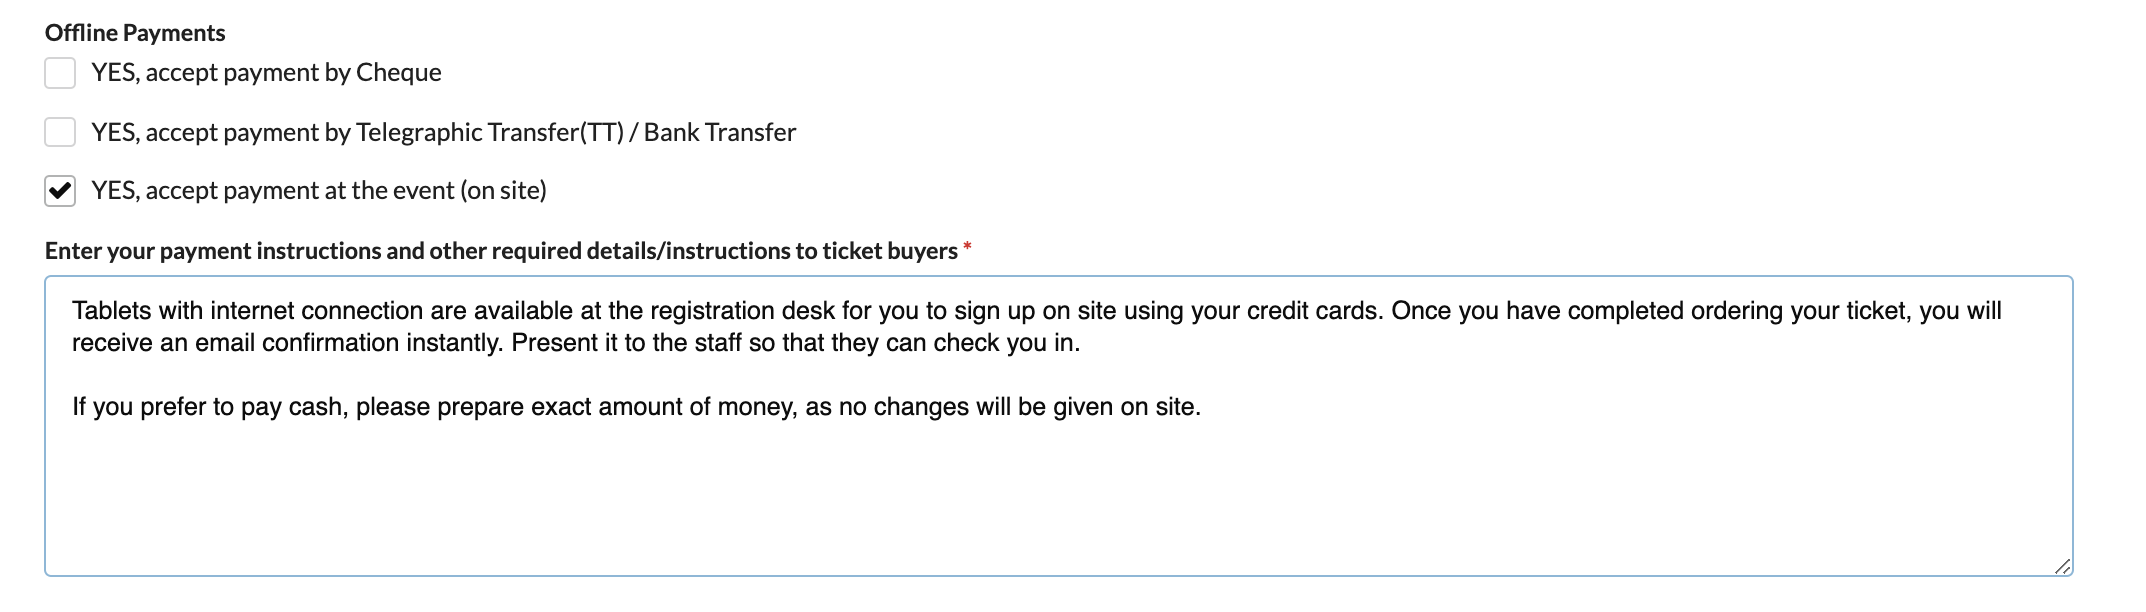 Offline Payments
YES, accept payment by Cheque
YES, accept payment by Telegraphic Transfer(TT) / Bank Transfer
YES, accept payment at the event (on site)
Enter your payment instructions and other required details/instructions to ticket buyers *
Tablets with internet connection are available at the registration desk for you to sign up on site using your credit cards. Once you have completed ordering your ticket, you will
receive an email confirmation instantly. Present it to the staff so that they can check you in.
If you prefer to pay cash, please prepare exact amount of money, as no changes will be given on site.